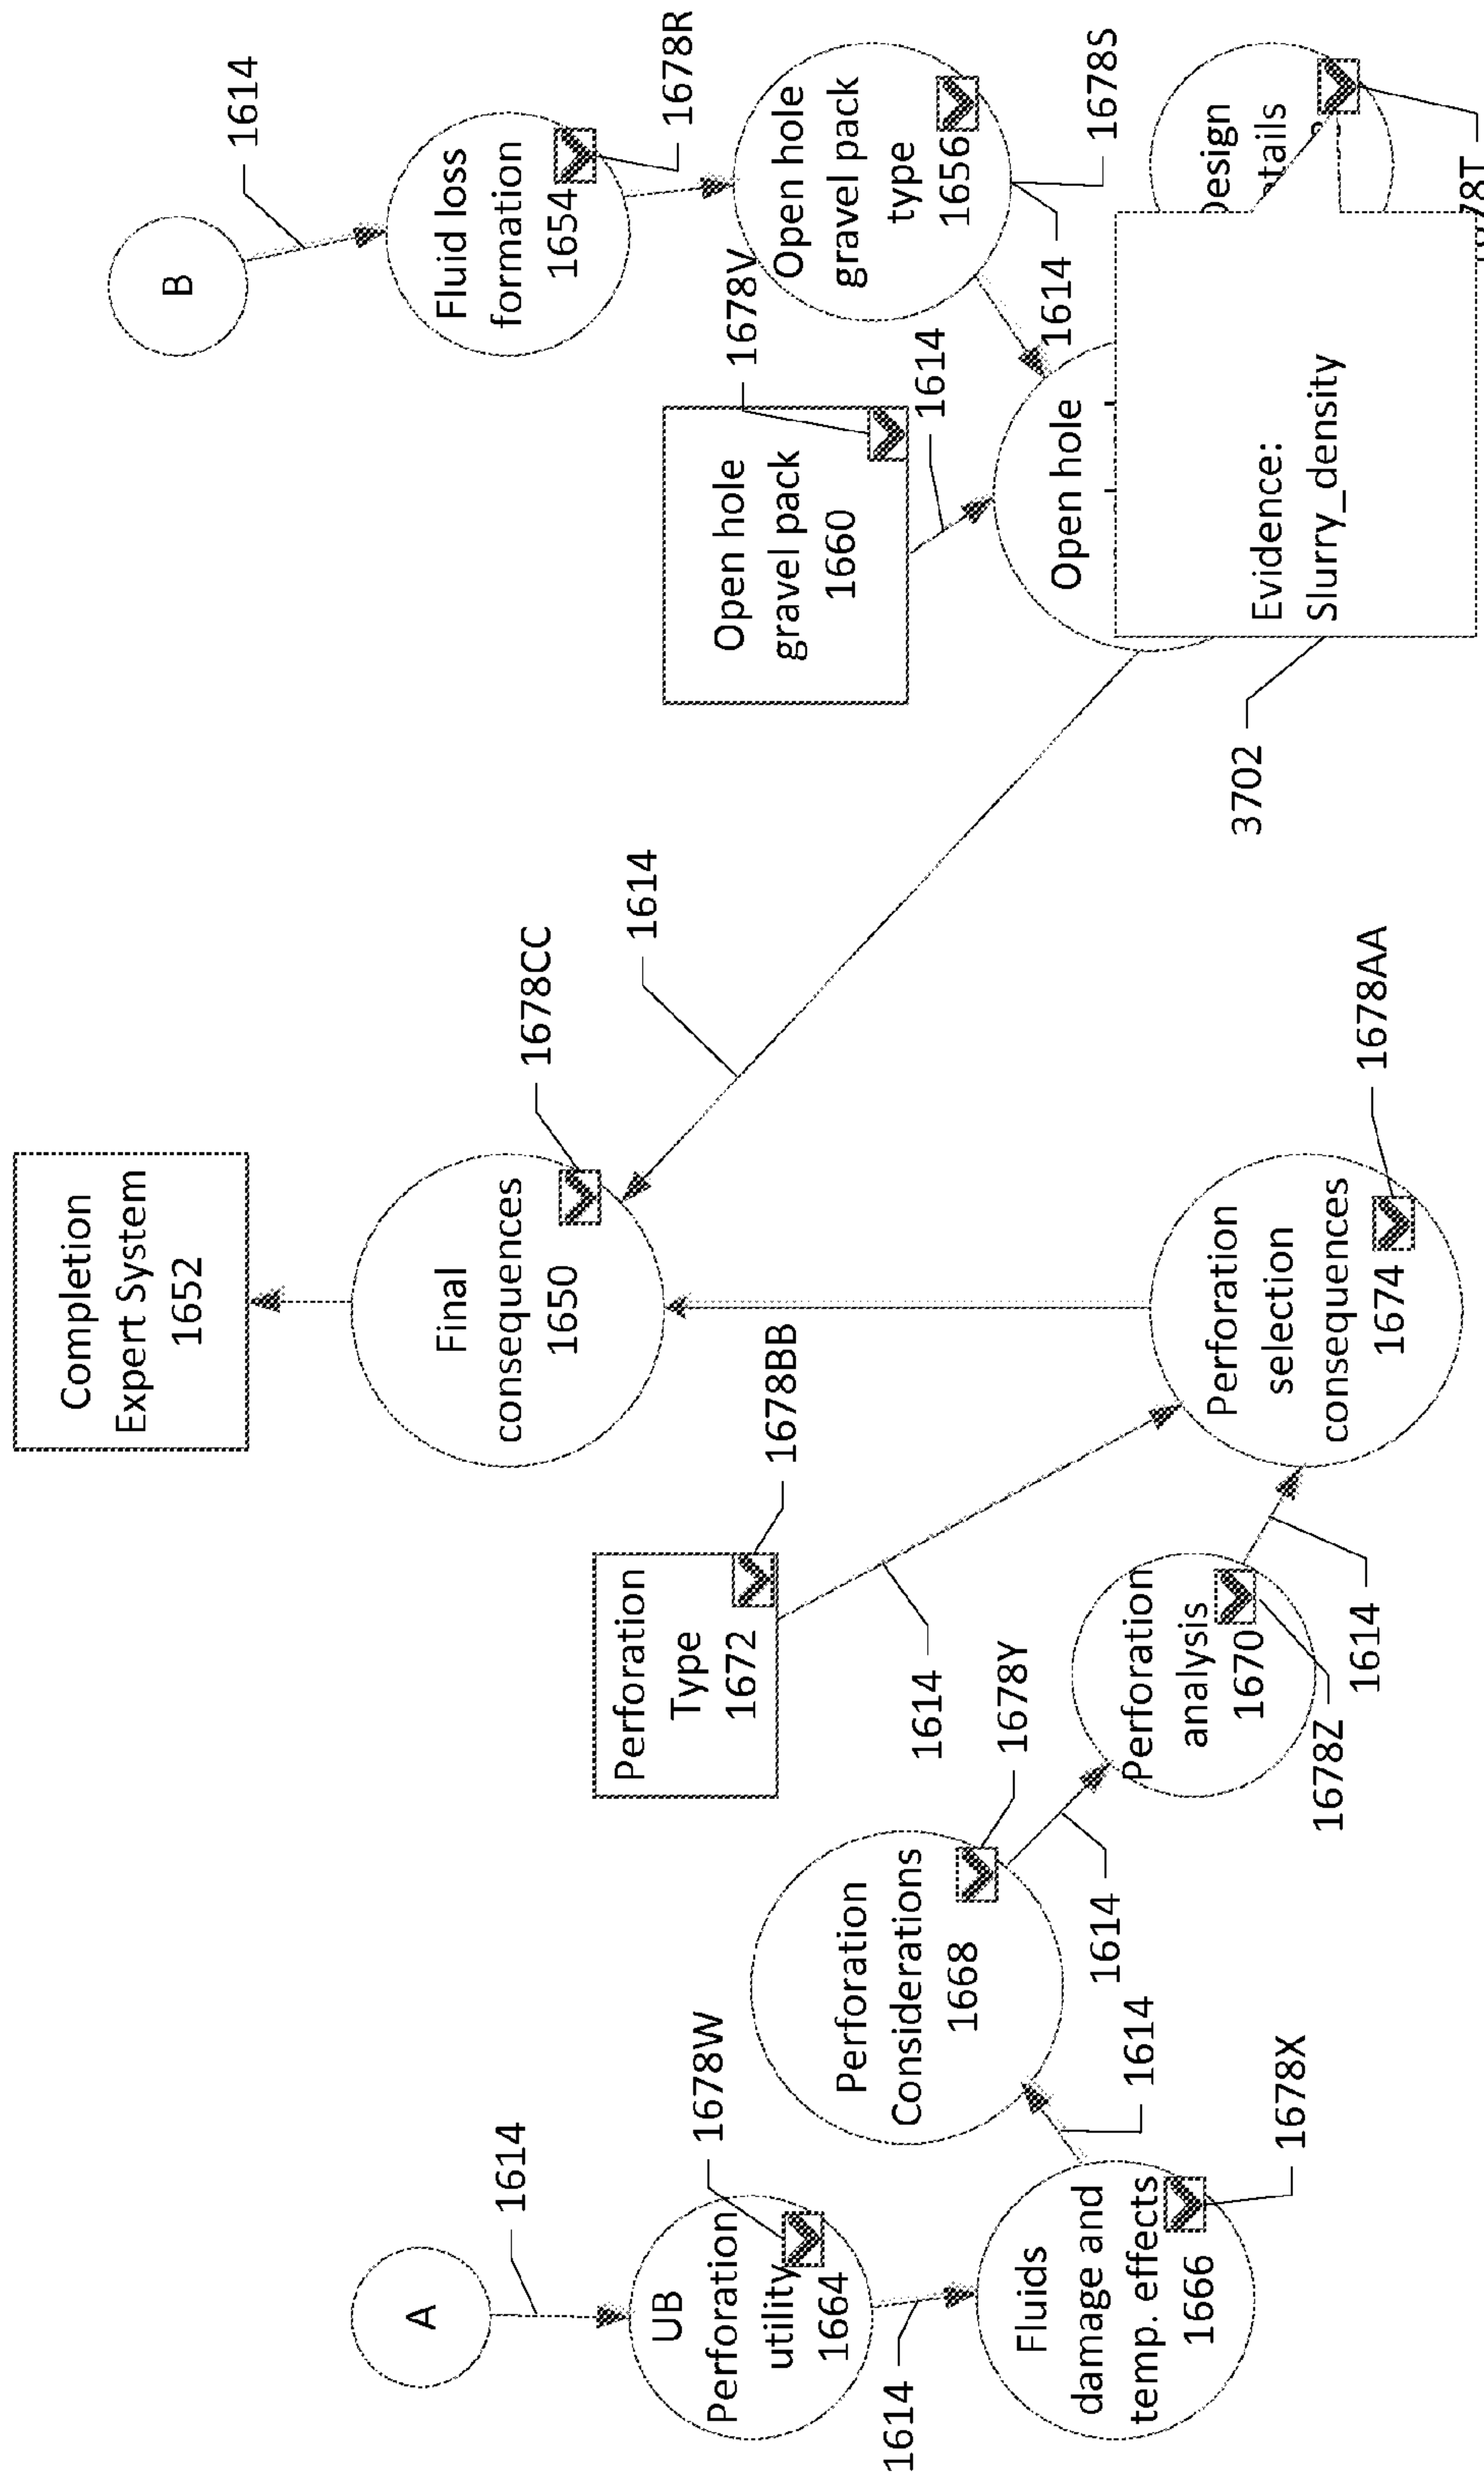 Completion
Expert System
1652
Final
consequences
1650
1678CC
1614
B
1614
Fluid loss
formation
1654
1678R
Open hole
gravel pack
type
1656
1678S
1614
1678V
Open hole
gravel pack
1660
1614
Open hole
Evidence:
Slurry_density
3702
A
1614
UB
Perforation
utility
1664
1678W
1614
Fluids
damage and
temp. effects
1666
1678X
1614
Perforation
Considerations
1668
1678Y
1614
Perforation
analysis
1670
1678Z
1614
Perforation
Type
1672
1678BB
1614
Perforation
selection
consequences
1674
1678AA